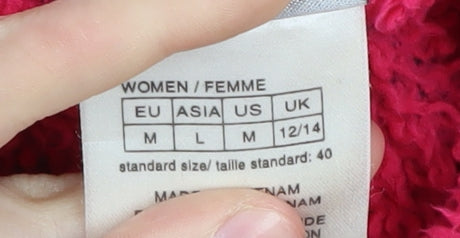 WOMEN / FEMME
EU ASIA US UK
M L M 12/14
standard size/ taille standard: 40